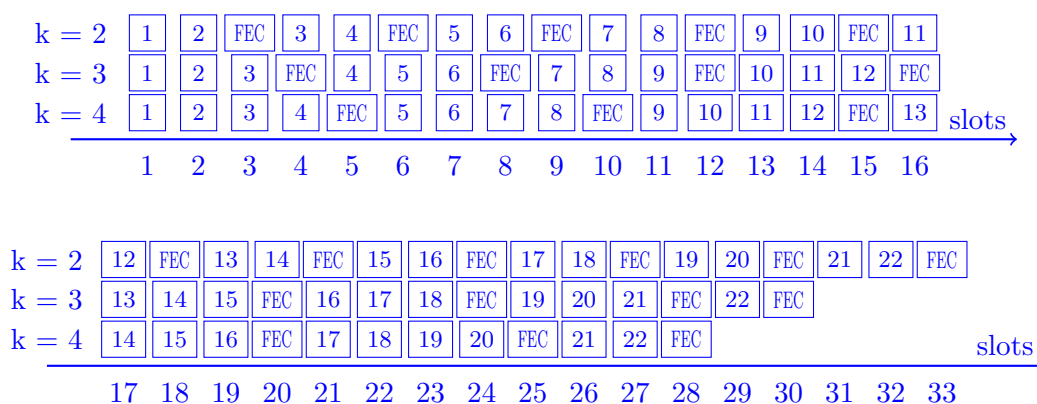 k = 2 1 2 FEC 3 4 FEC 5 6 FEC 7 8 FEC 9 10 FEC 11
k = 3 1 2 3 FEC 4 5 6 FEC 7 8 9 FEC 10 11 12 FEC
k = 4 1 2 3 4 FEC 5 6 7 8 FEC 9 10 11 12 FEC 13 slots
1 2 3 4 5 6 7 8 9 10 11 12 13 14 15 16
k = 2 12 FEC 13 14 FEC 15 16 FEC 17 18 FEC 19 20 FEC 21 22 FEC
k = 3 13 14 15 FEC 16 17 18 FEC 19 20 21 FEC 22 FEC
k = 4 14 15 16 FEC 17 18 19 20 FEC 21 22 FEC slots
17 18 19 20 21 22 23 24 25 26 27 28 29 30 31 32 33